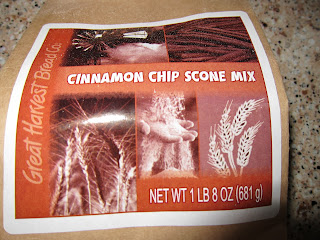 Great Harvest Bread Co.
CINNAMON CHIP SCONE MIX
NET WT 1 LB 8 OZ (681 g)